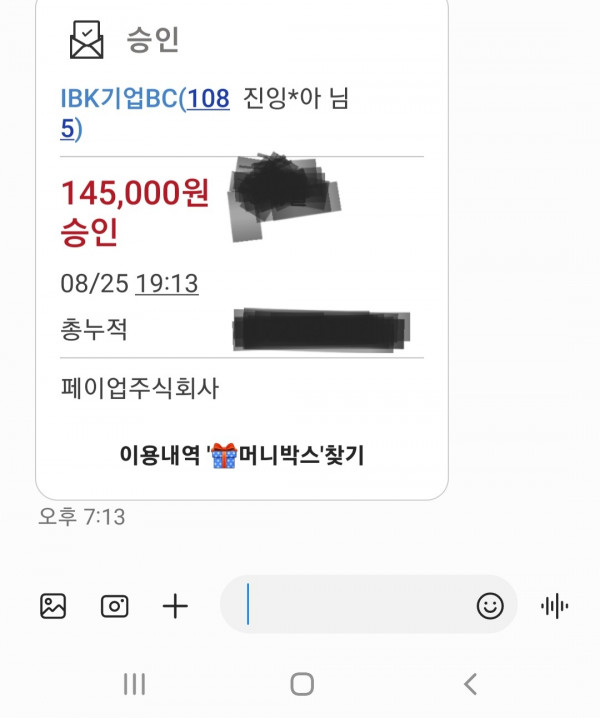 승인
IBK기업BC(108 진잉*아 님
5)
145,000원
승인
08/25 19:13
총누적
페이업주식회사
이용내역 '🎁머니박스'찾기
오후 7:13